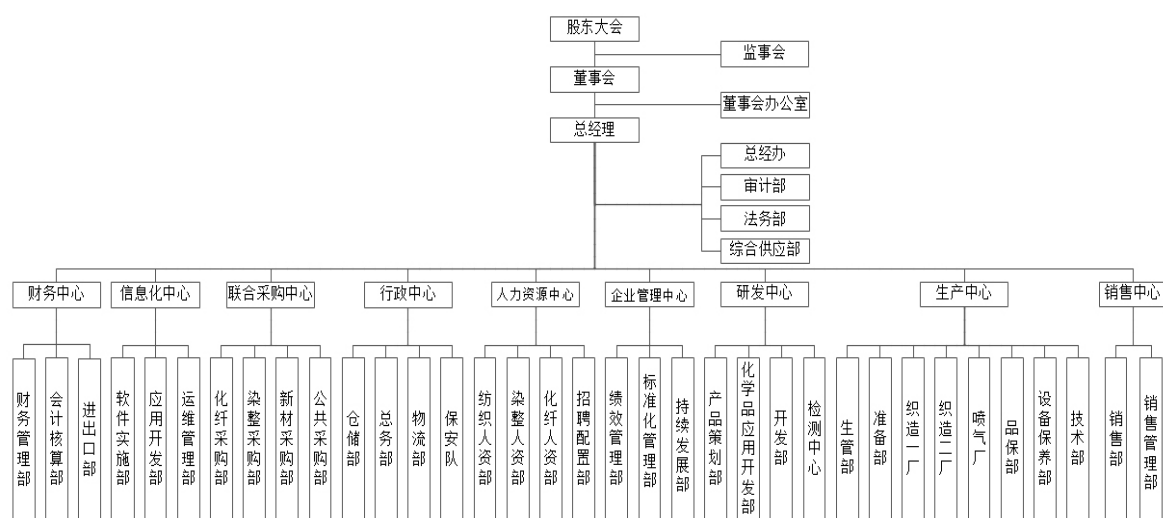 股东大会
监事会
董事会
董事会办公室
总经理
总经办
审计部
法务部
综合供应部
财务中心
信息化中心
联合采购中心
行政中心
人力资源中心
企业管理中心
研发中心
生产中心
销售中心
财务管理部
会计核算部
进出口部
软件实施部
应用开发部
运维管理部
化纤采购部
染整采购部
新材采购部
公共采购部
仓储部
总务部
物流部
保安队
纺织人资部
染整人资部
化纤人资部
招聘配置部
绩效管理部
标准化管理部
持续发展部
产品策划部
化学品应用开发部
开发部
检测中心
生管部
准备部
织造一厂
织造二厂
喷气厂
品保部
设备保养部
技术部
销售部
销售管理部